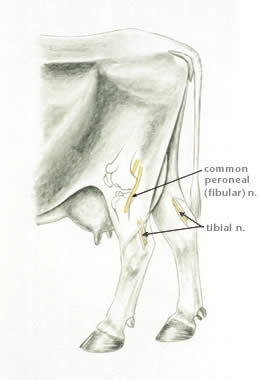 common
peroneal
(fibular) n.
tibial n.